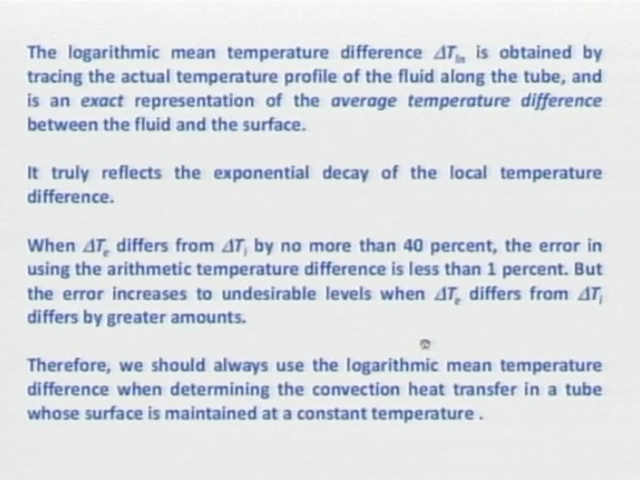 The logarithmic mean temperature difference ΔTln is obtained by
tracing the actual temperature profile of the fluid along the tube, and
is an exact representation of the average temperature difference
between the fluid and the surface.
It truly reflects the exponential decay of the local temperature
difference.
When ΔTe differs from ΔTi by no more than 40 percent, the error in
using the arithmetic temperature difference is less than 1 percent. But
the error increases to undesirable levels when ΔTe differs from ΔTi
differs by greater amounts.
Therefore, we should always use the logarithmic mean temperature
difference when determining the convection heat transfer in a tube
whose surface is maintained at a constant temperature .